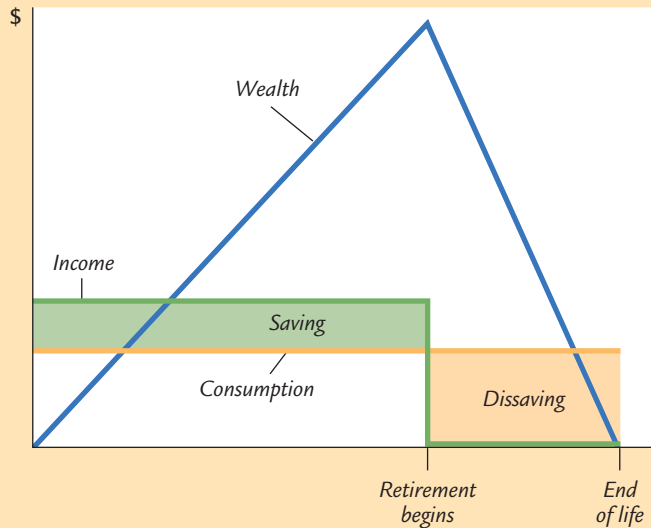 $
Wealth
Income
Saving
Consumption
Dissaving
Retirement
begins
End
of life